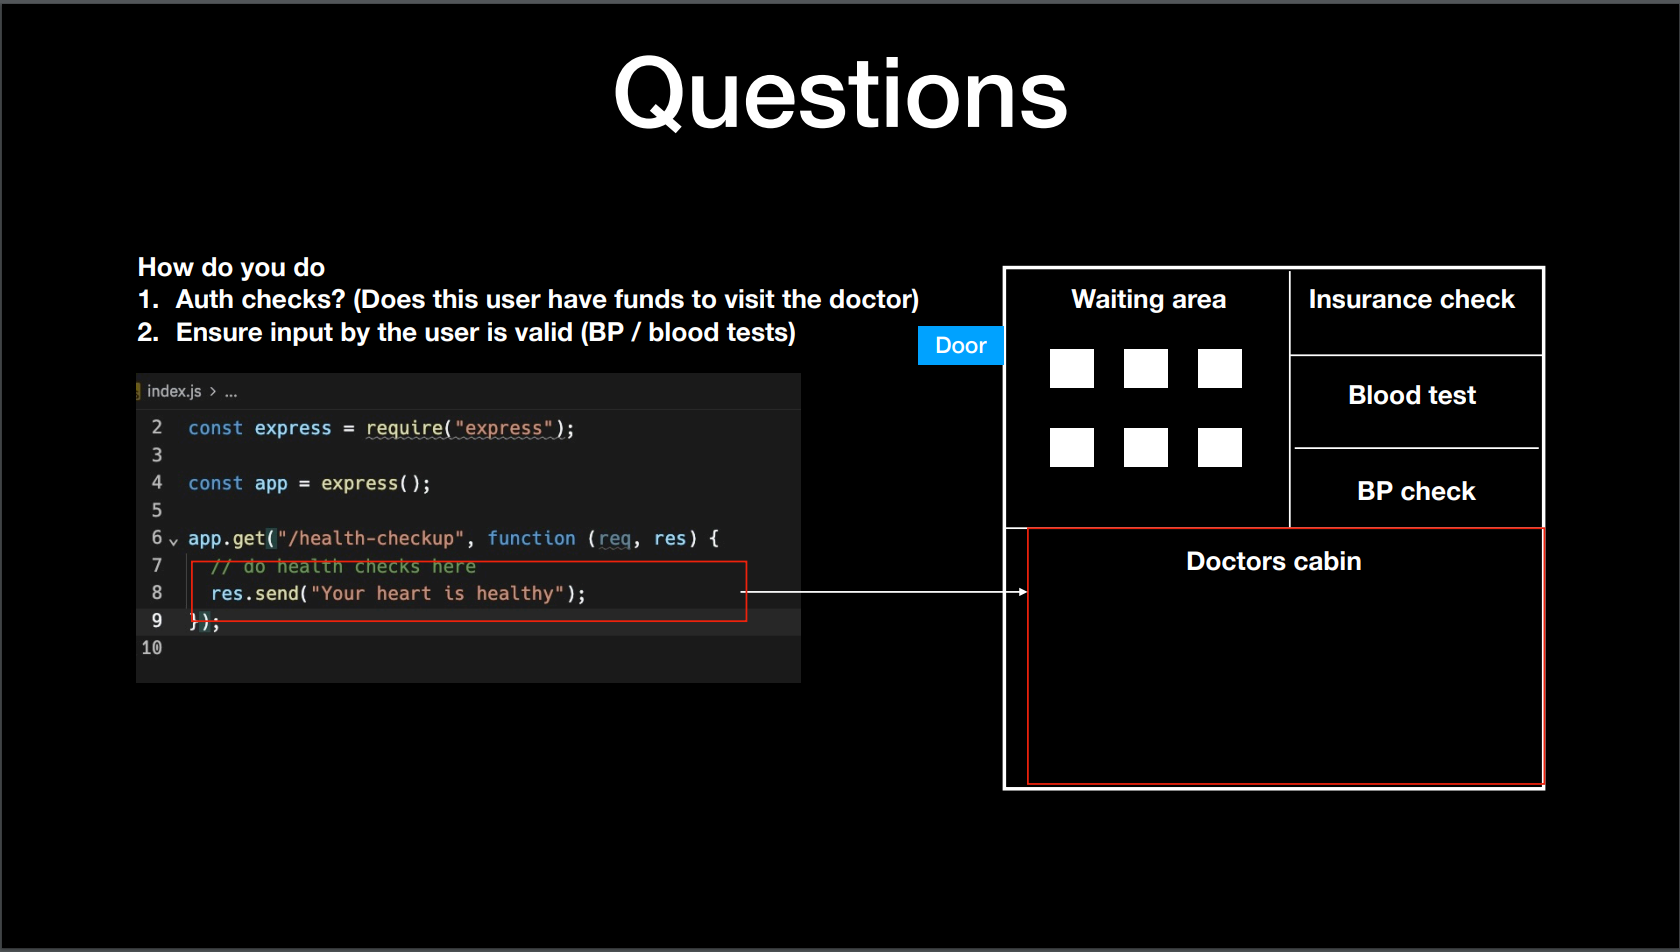 Questions
How do you do
1. Auth checks? (Does this user have funds to visit the doctor)
2. Ensure input by the user is valid (BP / blood tests)
index.js > ...
2 const express = require("express");
3
4 const app = express();
5
6 app.get("/health-checkup", function (req, res) {
7 // do health checks here
8 res.send("Your heart is healthy");
9 });
10
Door
Waiting area
Insurance check
Blood test
BP check
Doctors cabin